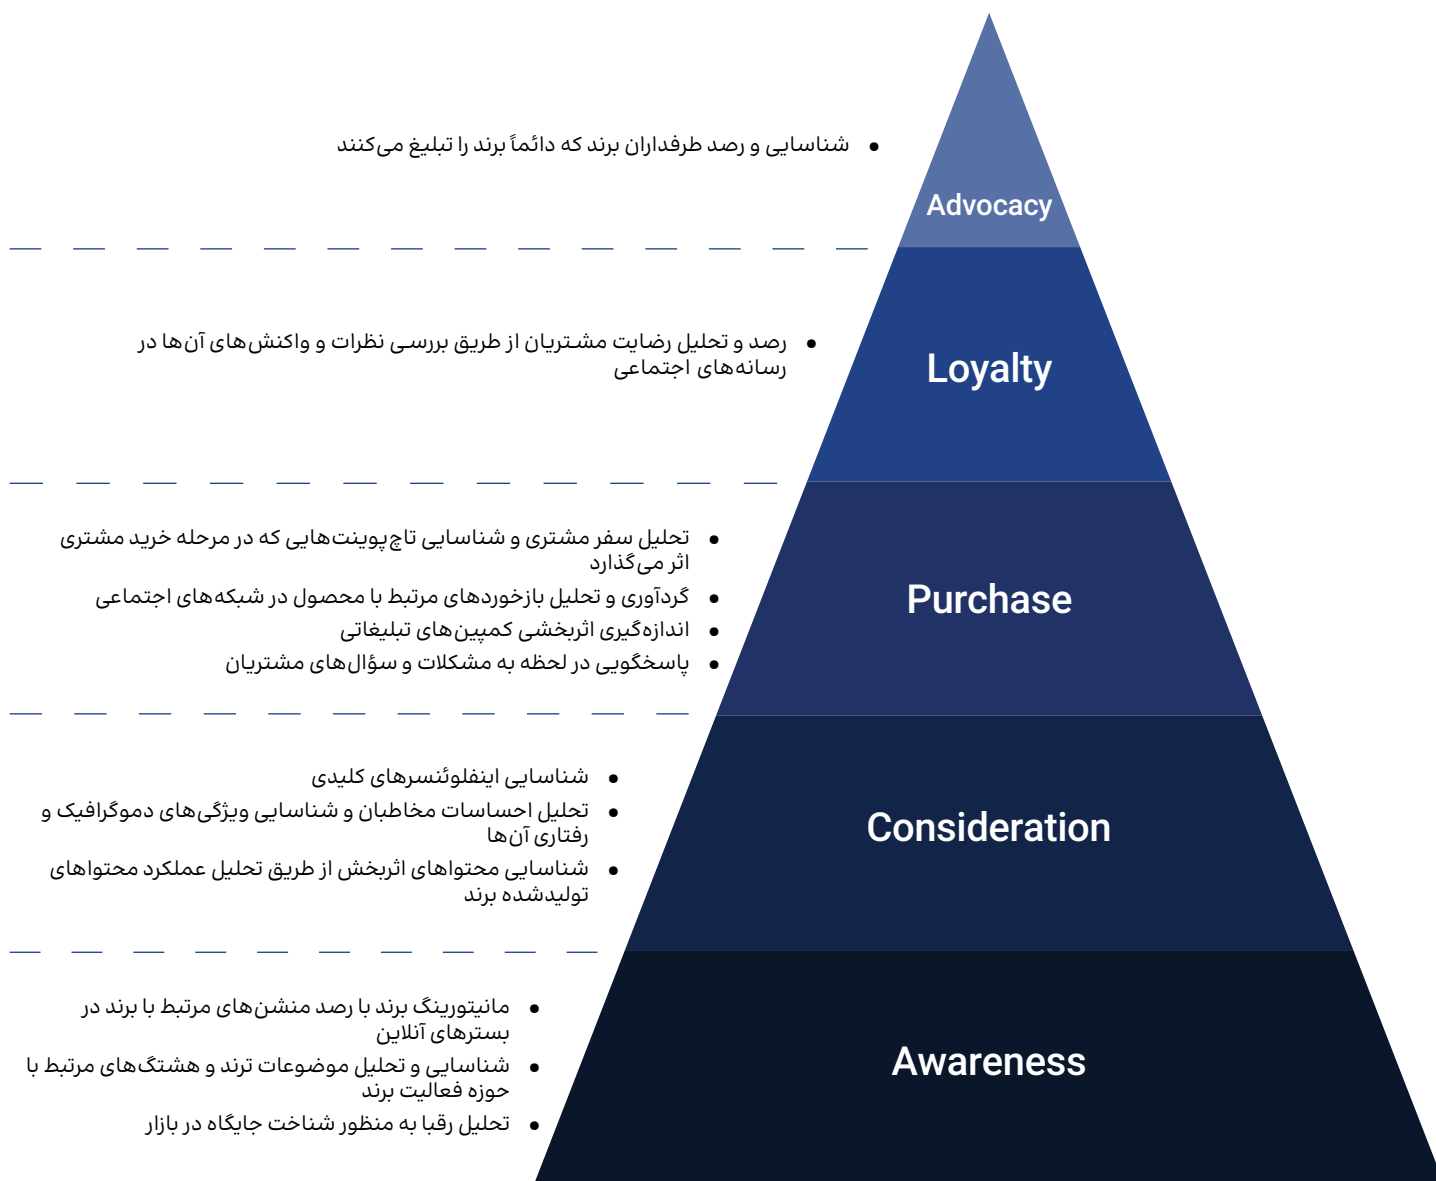 • شناسایی و رصد طرفداران برند که دائماً برند را تبلیغ می‌کنند
Advocacy
• رصد و تحلیل رضایت مشتریان از طریق بررسی نظرات و واکنش‌های آن‌ها در
رسانه‌های اجتماعی
Loyalty
• تحلیل سفر مشتری و شناسایی تاچ‌پوینت‌هایی که در مرحله خرید مشتری
اثر می‌گذارد
• گردآوری و تحلیل بازخوردهای مرتبط با محصول در شبکه‌های اجتماعی
• اندازه‌گیری اثربخشی کمپین‌های تبلیغاتی
• پاسخگویی در لحظه به مشکلات و سؤال‌های مشتریان
Purchase
• شناسایی اینفلوئنسرهای کلیدی
• تحلیل احساسات مخاطبان و شناسایی ویژگی‌های دموگرافیک و
رفتاری آن‌ها
• شناسایی محتواهای اثربخش از طریق تحلیل عملکرد محتواهای
تولیدشده برند
Consideration
• مانیتورینگ برند با رصد منشن‌های مرتبط با برند در
بسترهای آنلاین
• شناسایی و تحلیل موضوعات ترند و هشتگ‌های مرتبط با
حوزه فعالیت برند
• تحلیل رقبا به منظور شناخت جایگاه در بازار
Awareness